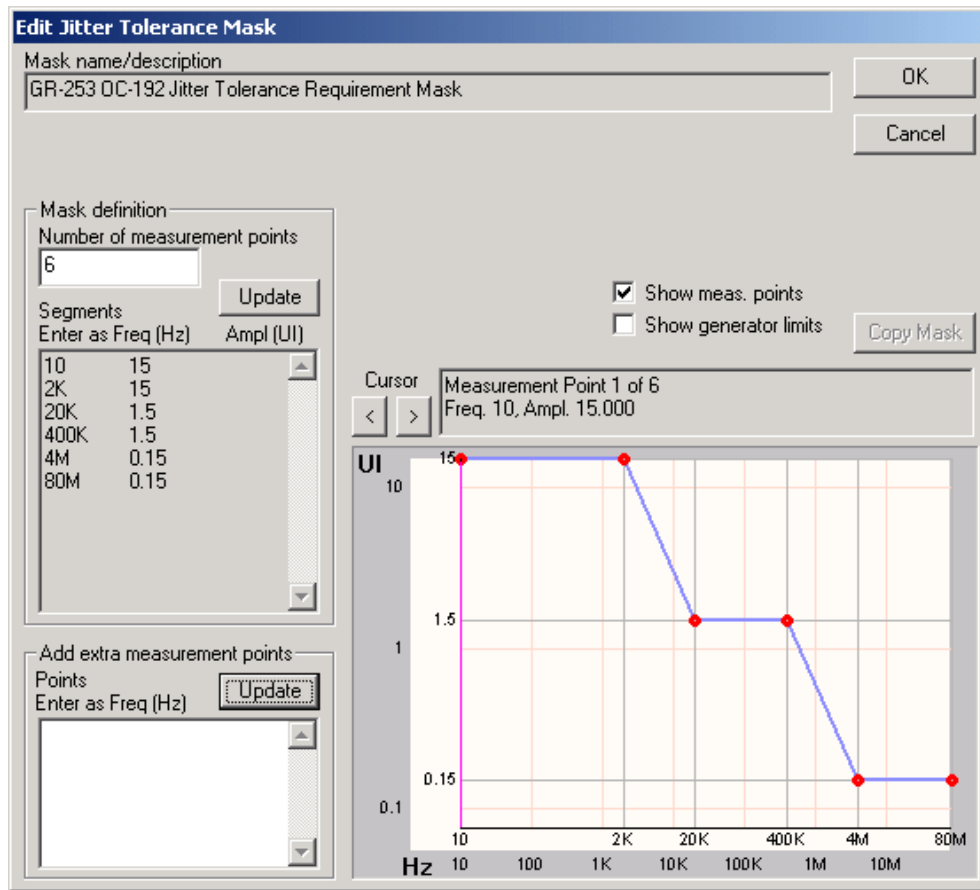 Edit Jitter Tolerance Mask
Mask name/description
GR-253 OC-192 Jitter Tolerance Requirement Mask
OK
Cancel
Mask definition
Number of measurement points
6
Update
Segments
Enter as Freq (Hz) Ampl (UI)
10 15
2K 15
20K 1.5
400K 1.5
4M 0.15
80M 0.15
Add extra measurement points
Points
Update
Enter as Freq (Hz)
Show meas. points
Show generator limits
Copy Mask
Cursor
< >
Measurement Point 1 of 6
Freq. 10, Ampl. 15.000
UI
15
10
1.5
1
0.15
0.1
10 2K 20K 400K 4M 80M
Hz 10 100 1K 10K 100K 1M 10M